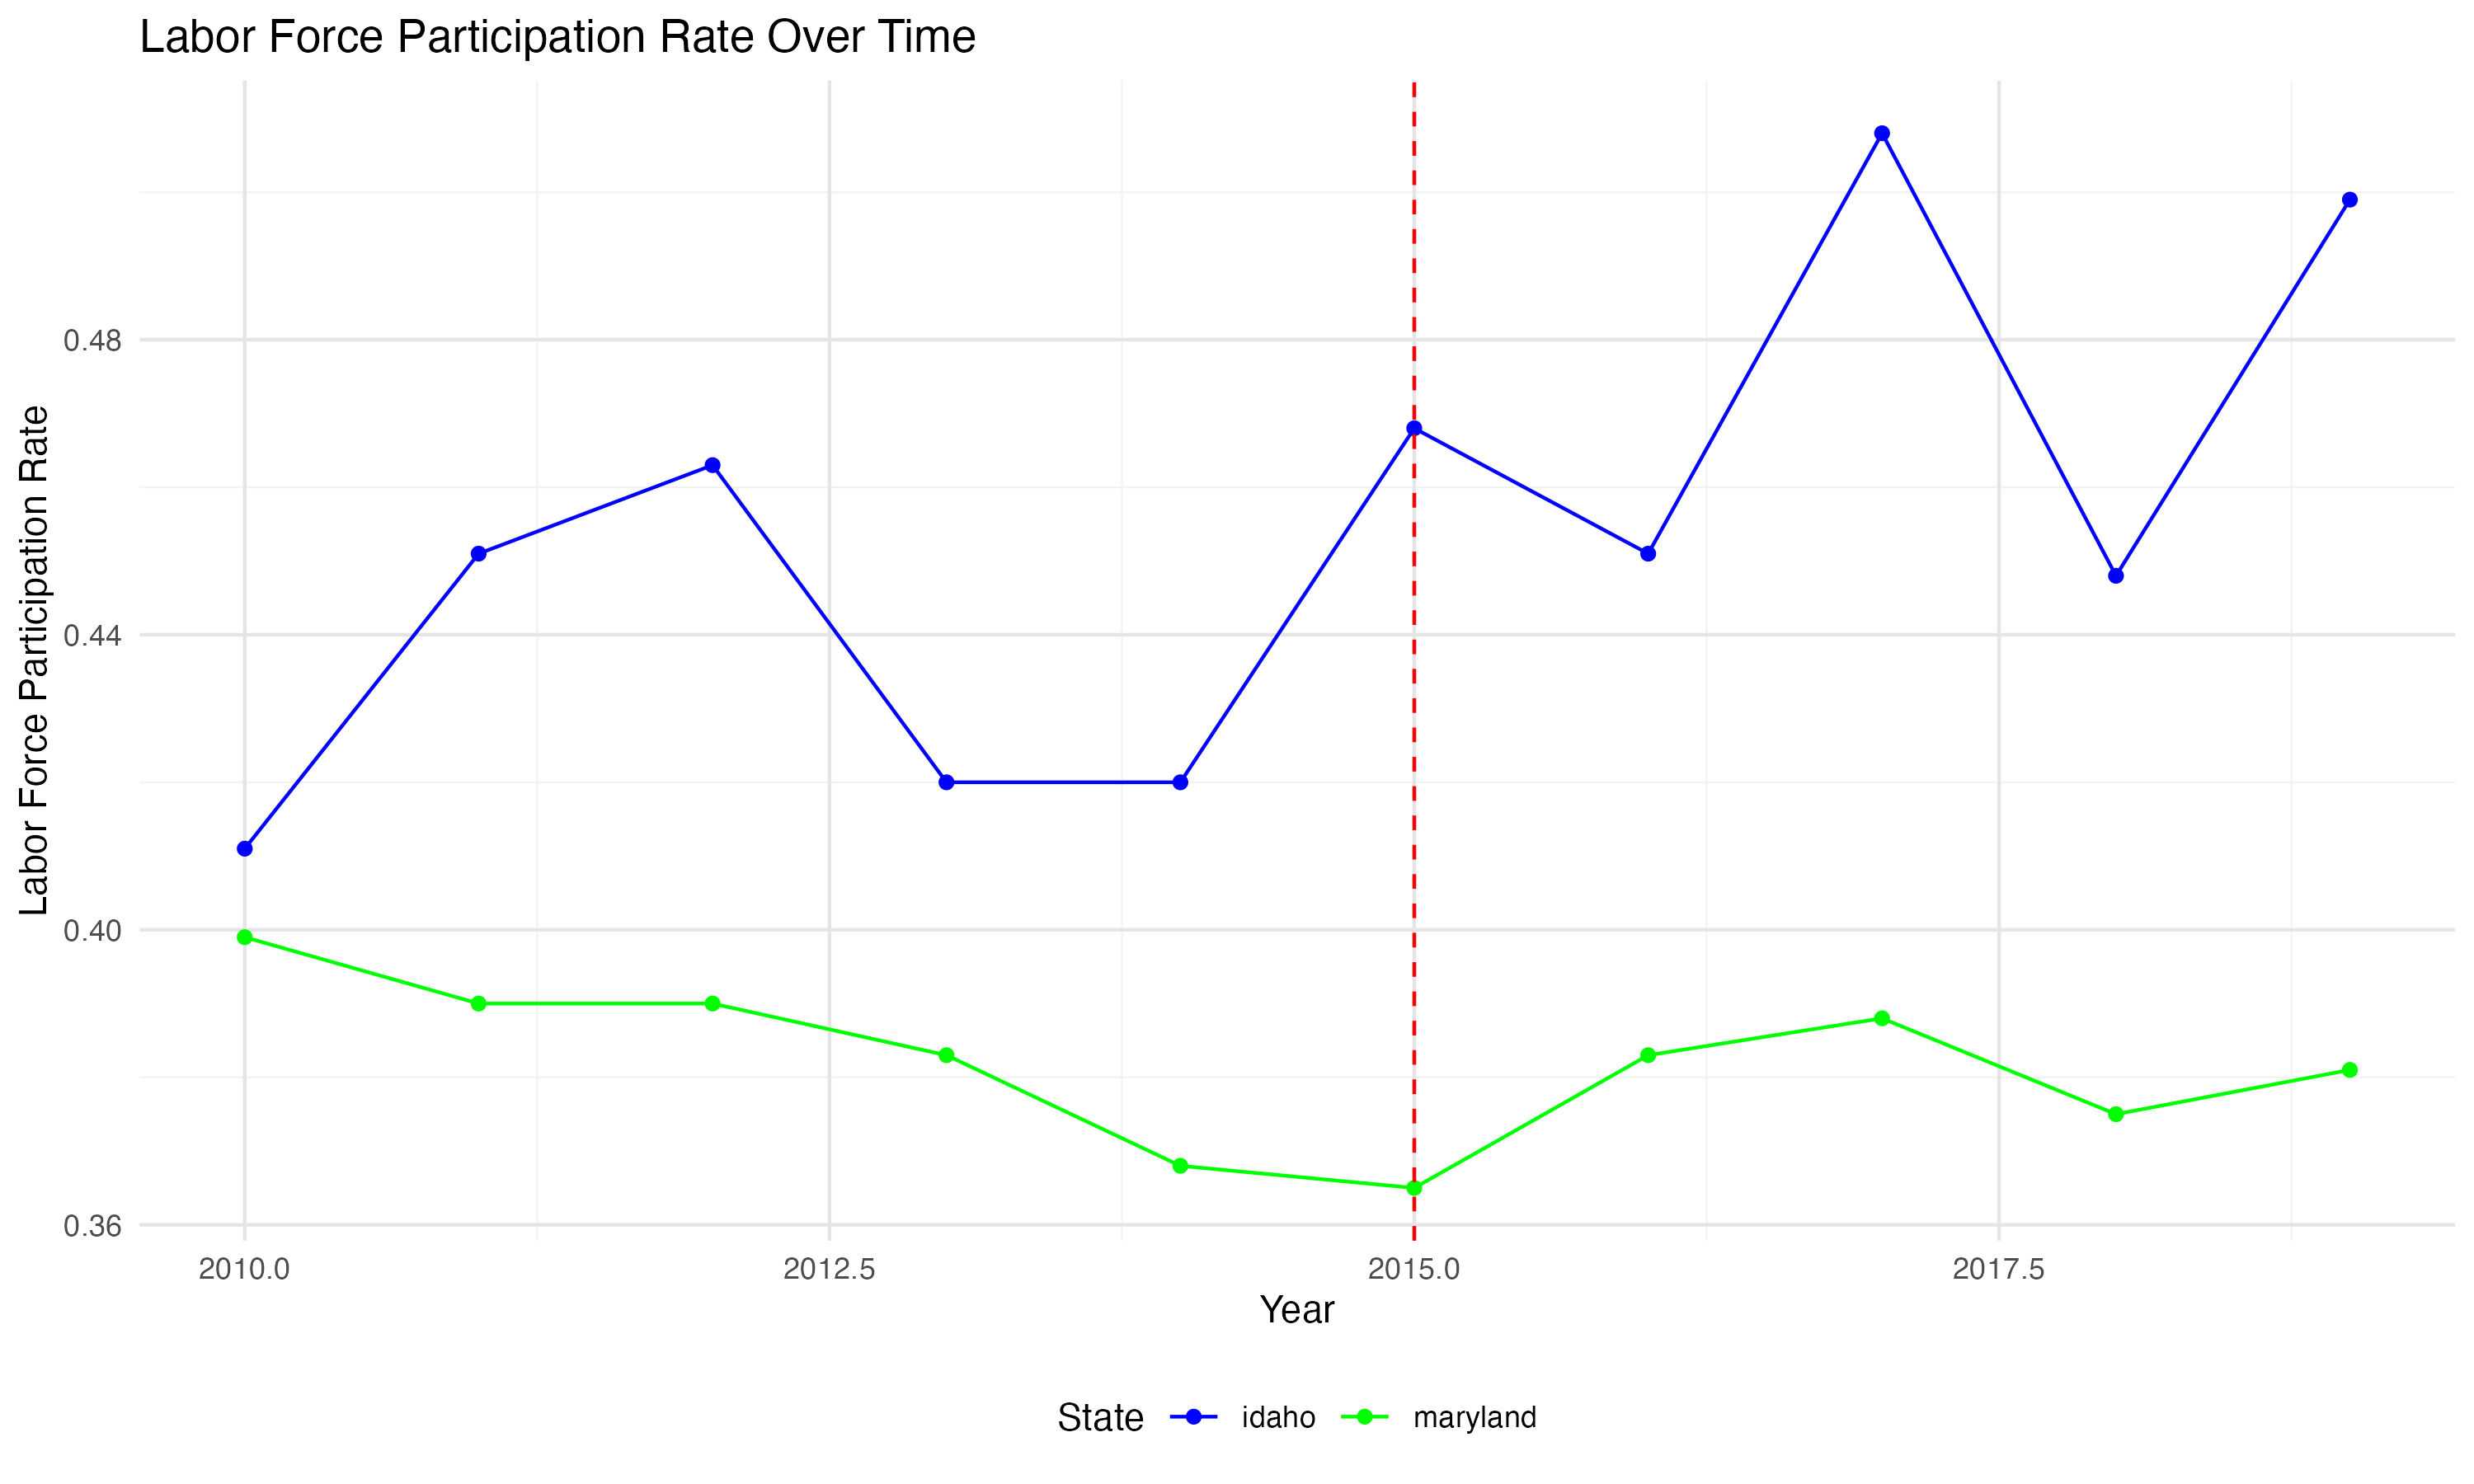 Labor Force Participation Rate Over Time
Labor Force Participation Rate
0.48
0.44
0.40
0.36
2010.0 2012.5 2015.0 2017.5
Year
State idaho maryland